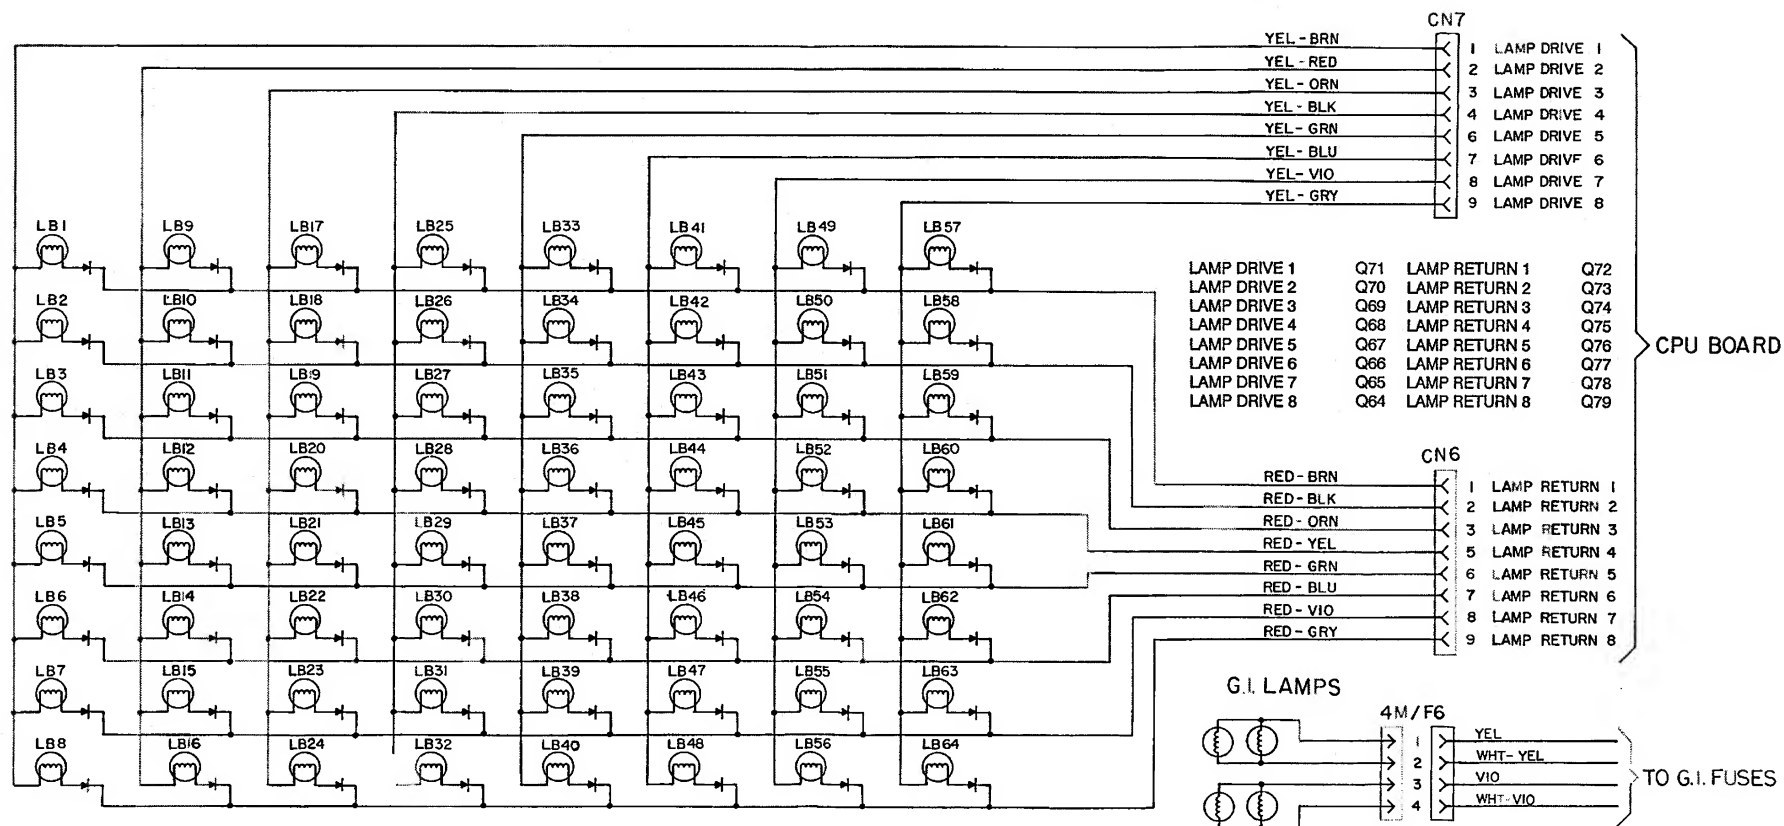 CN7
YEL-BRN 1 LAMP DRIVE 1
YEL-RED 2 LAMP DRIVE 2
YEL-ORN 3 LAMP DRIVE 3
YEL-BLK 4 LAMP DRIVE 4
YEL-GRN 6 LAMP DRIVE 5
YEL-BLU 7 LAMP DRIVE 6
YEL-VIO 8 LAMP DRIVE 7
YEL-GRY 9 LAMP DRIVE 8
LB1 LB9 LB17 LB25 LB33 LB41 LB49 LB57
LB2 LB10 LB18 LB26 LB34 LB42 LB50 LB58
LB3 LB11 LB19 LB27 LB35 LB43 LB51 LB59
LB4 LB12 LB20 LB28 LB36 LB44 LB52 LB60
LB5 LB13 LB21 LB29 LB37 LB45 LB53 LB61
LB6 LB14 LB22 LB30 LB38 LB46 LB54 LB62
LB7 LB15 LB23 LB31 LB39 LB47 LB55 LB63
LB8 LB16 LB24 LB32 LB40 LB48 LB56 LB64
LAMP DRIVE 1 Q71 LAMP RETURN 1 Q72
LAMP DRIVE 2 Q70 LAMP RETURN 2 Q73
LAMP DRIVE 3 Q69 LAMP RETURN 3 Q74
LAMP DRIVE 4 Q68 LAMP RETURN 4 Q75
LAMP DRIVE 5 Q67 LAMP RETURN 5 Q76
LAMP DRIVE 6 Q66 LAMP RETURN 6 Q77
LAMP DRIVE 7 Q65 LAMP RETURN 7 Q78
LAMP DRIVE 8 Q64 LAMP RETURN 8 Q79
CPU BOARD
CN6
RED-BRN 1 LAMP RETURN 1
RED-BLK 2 LAMP RETURN 2
RED-ORN 3 LAMP RETURN 3
RED-YEL 5 LAMP RETURN 4
RED-GRN 6 LAMP RETURN 5
RED-BLU 7 LAMP RETURN 6
RED-VIO 8 LAMP RETURN 7
RED-GRY 9 LAMP RETURN 8
G.I. LAMPS
4M/F6
1 YEL
2 WHT-YEL
3 VIO
4 WHT-VIO
TO G.I. FUSES